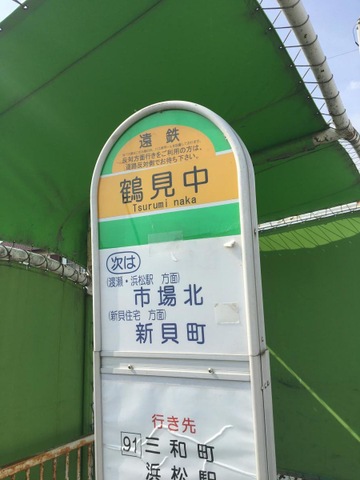 遠鉄
反対方面行きをご利用の方は、
道路反対側でお待ち下さい。
鶴見中
Tsurumi naka
次は
(渡瀬・浜松駅 方面)
市場北
(新貝住宅 方面)
新貝町
行き先
91 三和町
浜松駅